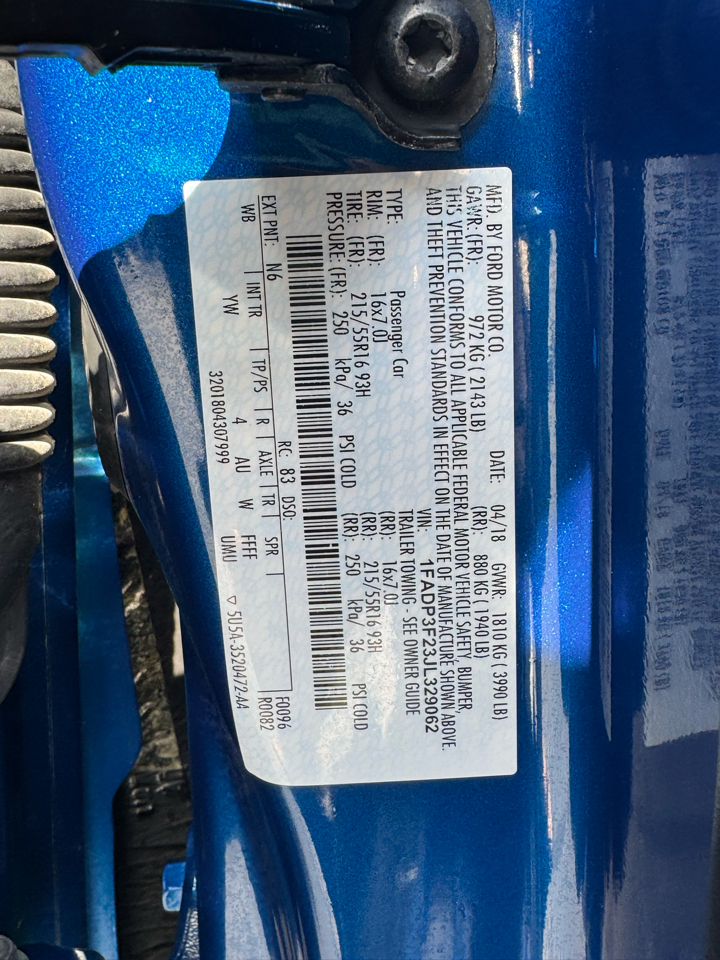 MFD. BY FORD MOTOR CO.
DATE: 04/18 GVWR: 1810 KG ( 3990 LB)
GAWR: (FR): 972 KG ( 2143 LB) (RR): 880 KG ( 1940 LB)
THIS VEHICLE CONFORMS TO ALL APPLICABLE FEDERAL MOTOR VEHICLE SAFETY, BUMPER,
AND THEFT PREVENTION STANDARDS IN EFFECT ON THE DATE OF MANUFACTURE SHOWN ABOVE.
VIN: 1FADP3F23JL329062
TYPE: Passenger Car TRAILER TOWING - SEE OWNER GUIDE
RIM: (FR): 16x7.0J (RR): 16x7.0J
TIRE: (FR): 215/55R16 93H (RR): 215/55R16 93H
PRESSURE: (FR): 250 kPa/ 36 PSI COLD (RR): 250 kPa/ 36 PSI COLD
RC: 83 DSO: F0096
EXT PNT: N6 R0082
WB INT TR TP/PS R AXLE TR SPR
YW 4 AU W FFFF
UMU
3201804307999 ▽ 5U5A-3520472-AA